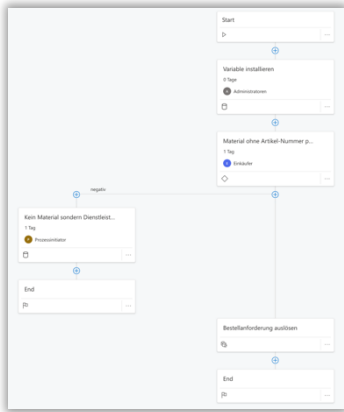 Start
Variable installieren
0 Tage
Administratoren
Material ohne Artikel-Nummer p...
1 Tag
Einkäufer
negativ
Kein Material sondern Dienstleist...
1 Tag
Prozessinitiator
End
Bestellanforderung auslösen
End